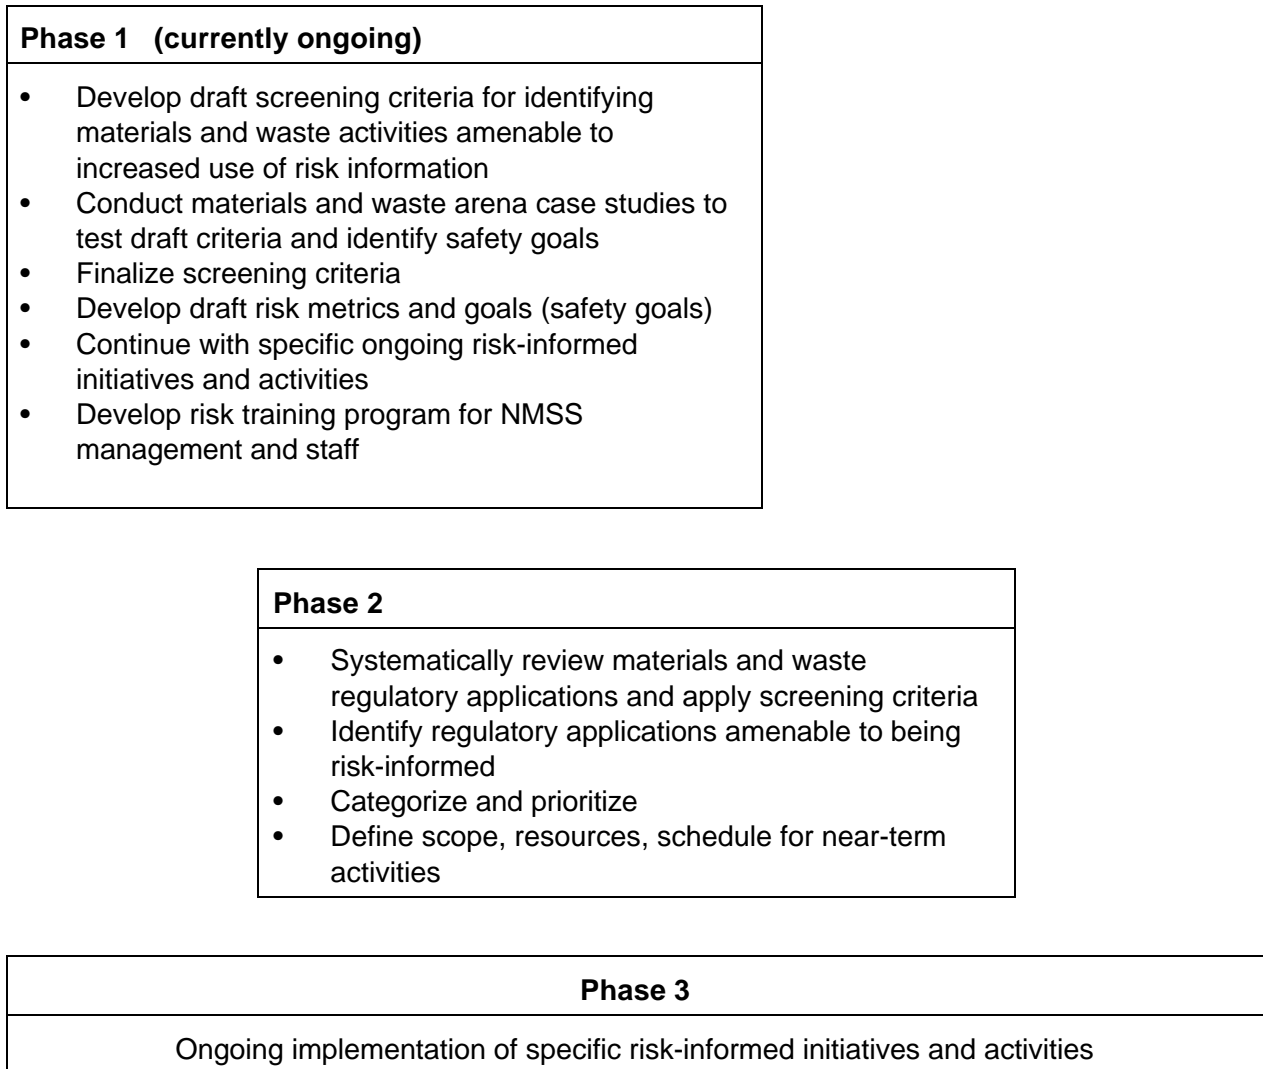 Phase 1 (currently ongoing)
• Develop draft screening criteria for identifying
materials and waste activities amenable to
increased use of risk information
• Conduct materials and waste arena case studies to
test draft criteria and identify safety goals
• Finalize screening criteria
• Develop draft risk metrics and goals (safety goals)
• Continue with specific ongoing risk-informed
initiatives and activities
• Develop risk training program for NMSS
management and staff
Phase 2
• Systematically review materials and waste
regulatory applications and apply screening criteria
• Identify regulatory applications amenable to being
risk-informed
• Categorize and prioritize
• Define scope, resources, schedule for near-term
activities
Phase 3
Ongoing implementation of specific risk-informed initiatives and activities